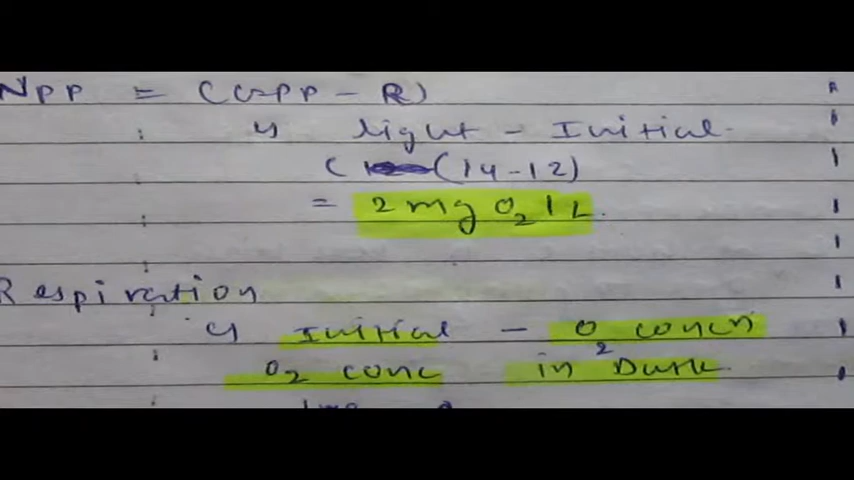 NPP = (GPP - R)
↳ light - Initial
( (14-12)
= 2 mg O₂ / L.
Respiration
↳ Initial - O₂ concn
O₂ conc in Dark